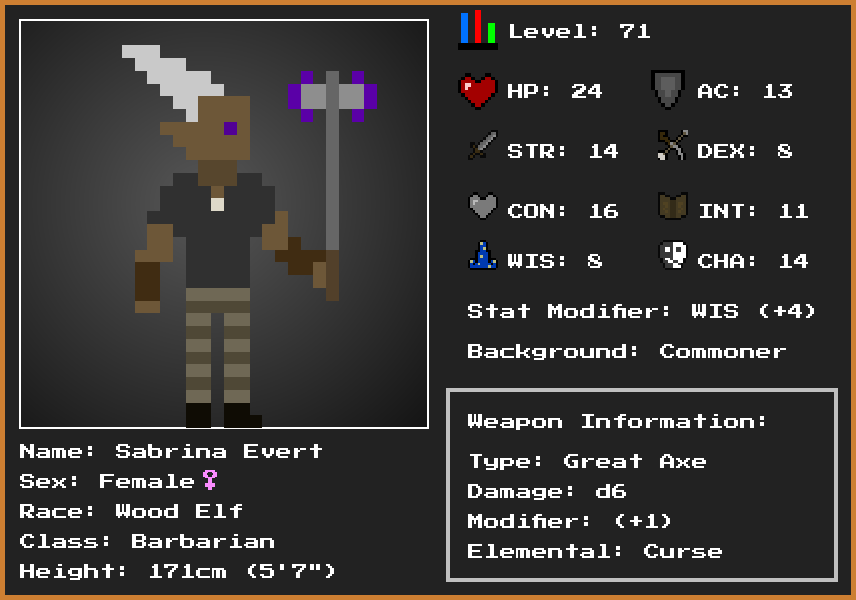 Level: 71
HP: 24
AC: 13
STR: 14
DEX: 8
CON: 16
INT: 11
WIS: 8
CHA: 14
Stat Modifier: WIS (+4)
Background: Commoner
Weapon Information:
Type: Great Axe
Damage: d6
Modifier: (+1)
Elemental: Curse
Name: Sabrina Evert
Sex: Female♀
Race: Wood Elf
Class: Barbarian
Height: 171cm (5'7")